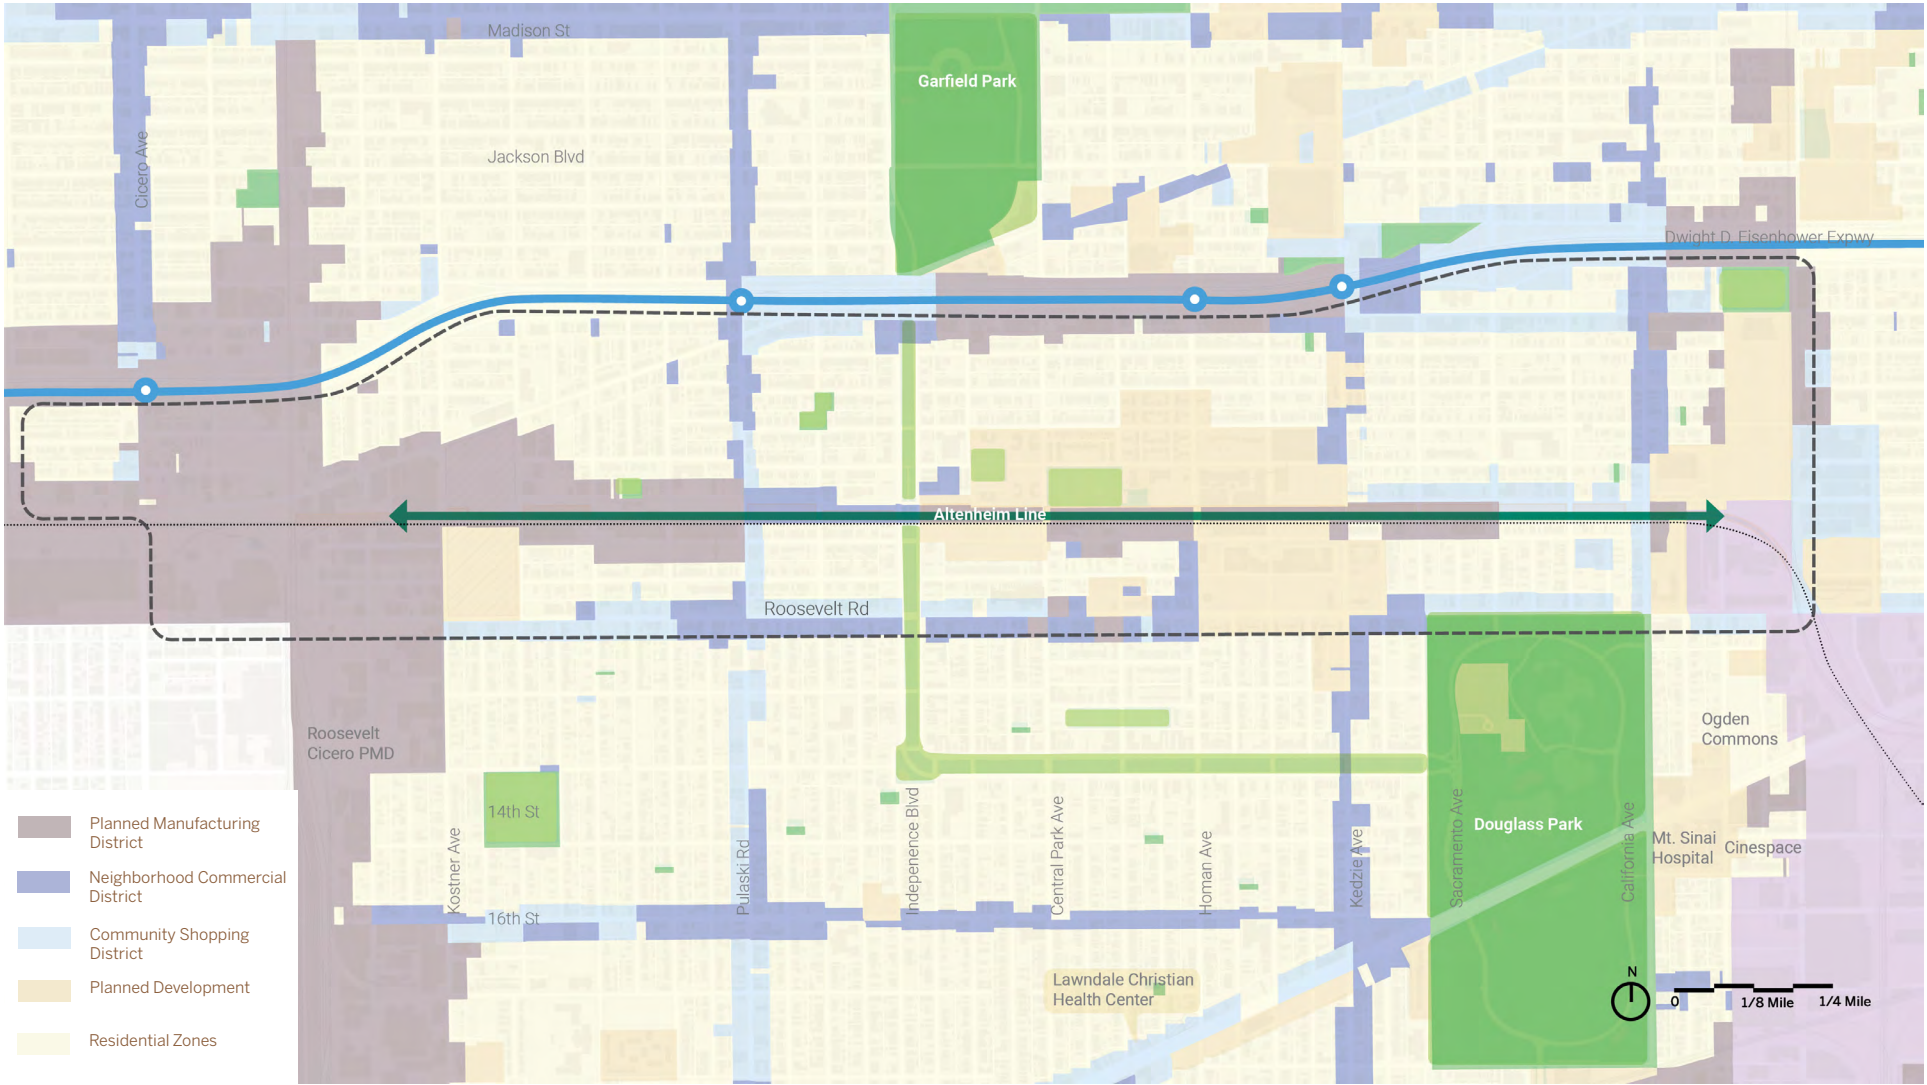 Madison St
Garfield Park
Cicero Ave
Jackson Blvd
Dwight D. Eisenhower Expwy
Altenheim Line
Roosevelt Rd
Roosevelt
Cicero PMD
Ogden
Commons
14th St
Kostner Ave
Pulaski Rd
Indepenence Blvd
Central Park Ave
Homan Ave
Kedzie Ave
Sacramento Ave
Douglass Park
California Ave
Mt. Sinai
Hospital
Cinespace
16th St
Lawndale Christian
Health Center
Planned Manufacturing
District
Neighborhood Commercial
District
Community Shopping
District
Planned Development
Residential Zones
N
0
1/8 Mile
1/4 Mile